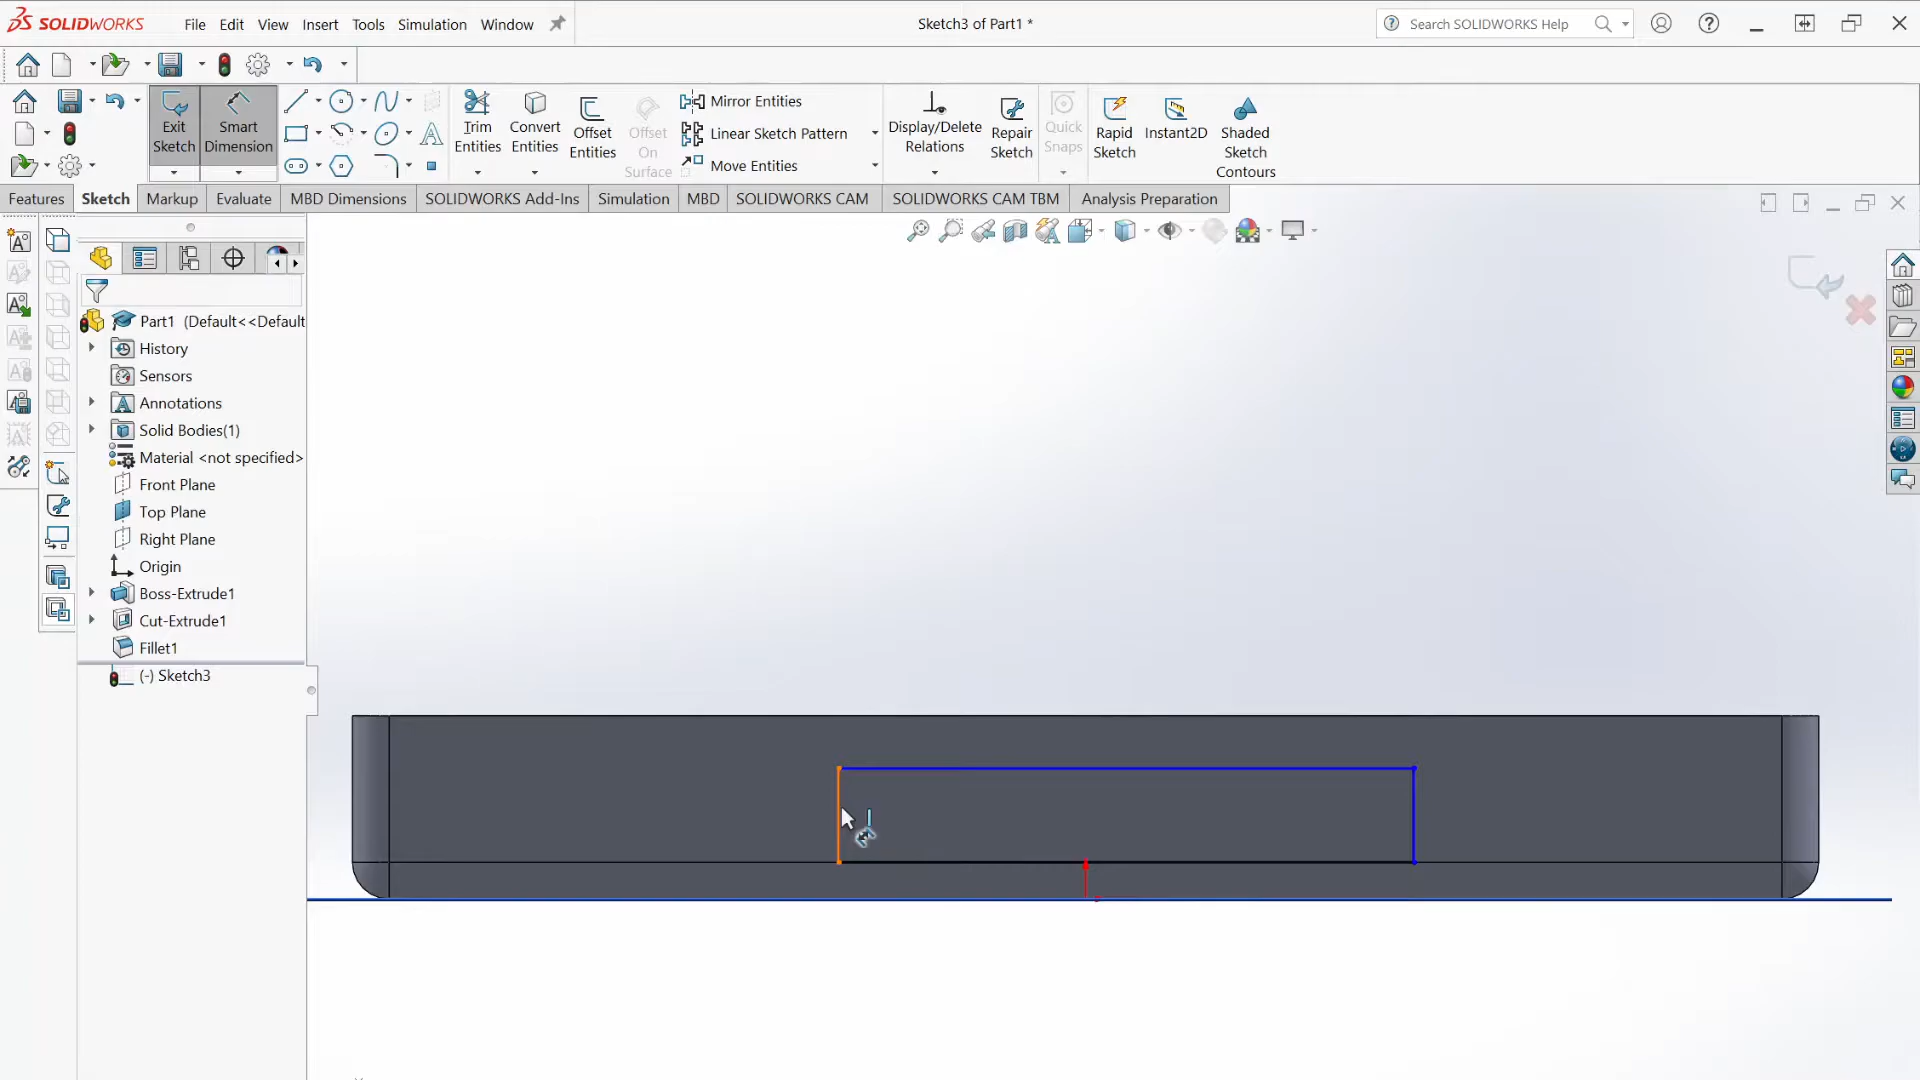 SOLIDWORKS File Edit View Insert Tools Simulation Window Sketch3 of Part1 * Search SOLIDWORKS Help
Exit Sketch
Smart Dimension
Trim Entities
Convert Entities
Offset Entities
Offset On Surface
Mirror Entities
Linear Sketch Pattern
Move Entities
Display/Delete Relations
Repair Sketch
Quick Snaps
Rapid Sketch
Instant2D
Shaded Sketch Contours
Features Sketch Markup Evaluate MBD Dimensions SOLIDWORKS Add-Ins Simulation MBD SOLIDWORKS CAM SOLIDWORKS CAM TBM Analysis Preparation
Part1 (Default<<Default
History
Sensors
Annotations
Solid Bodies(1)
Material <not specified>
Front Plane
Top Plane
Right Plane
Origin
Boss-Extrude1
Cut-Extrude1
Fillet1
(-) Sketch3